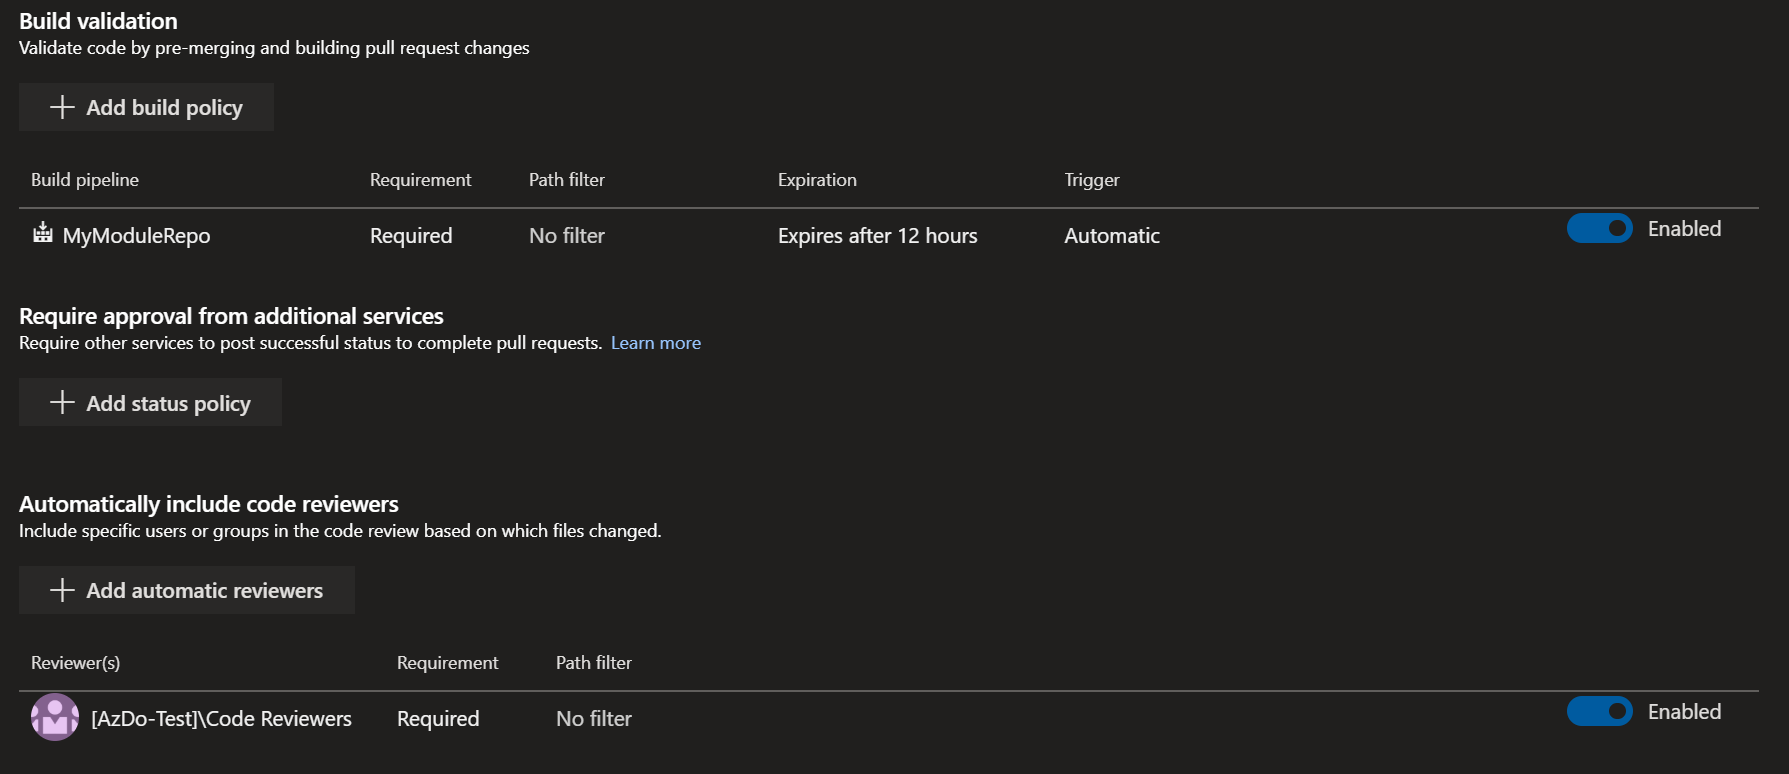 Build validation
Validate code by pre-merging and building pull request changes
Add build policy
Build pipeline Requirement Path filter Expiration Trigger
MyModuleRepo Required No filter Expires after 12 hours Automatic Enabled
Require approval from additional services
Require other services to post successful status to complete pull requests. Learn more
Add status policy
Automatically include code reviewers
Include specific users or groups in the code review based on which files changed.
Add automatic reviewers
Reviewer(s) Requirement Path filter
[AzDo-Test]\Code Reviewers Required No filter Enabled